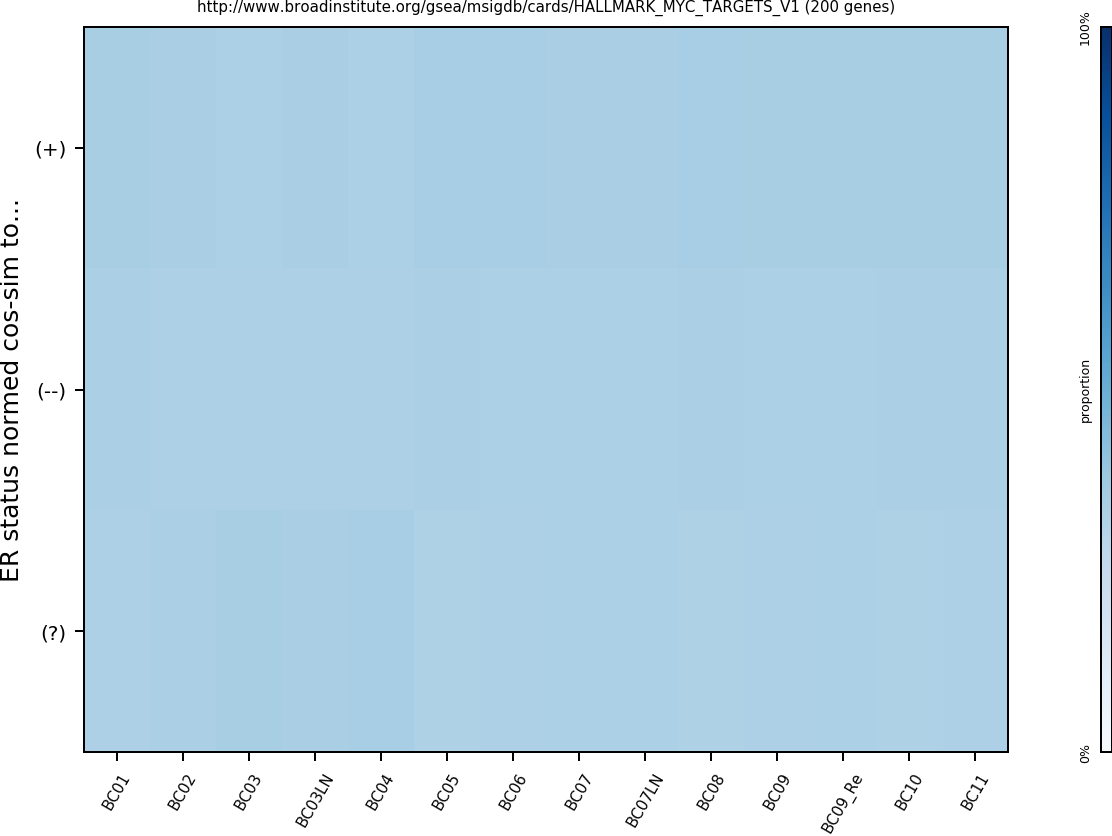 http://www.broadinstitute.org/gsea/msigdb/cards/HALLMARK_MYC_TARGETS_V1 (200 genes)
ER status normed cos-sim to...
(+)
(--)
(?)
BC01
BC02
BC03
BC03LN
BC04
BC05
BC06
BC07
BC07LN
BC08
BC09
BC09_Re
BC10
BC11
100%
proportion
0%